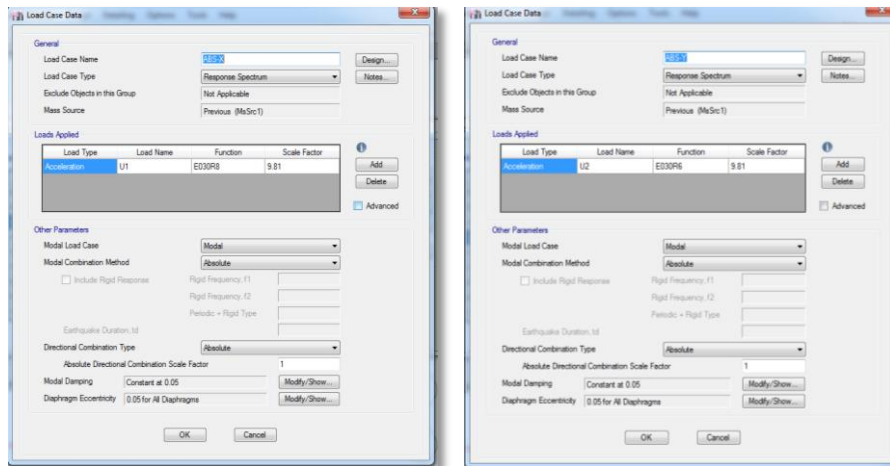 Load Case Data
General
Load Case Name ABS-X Design...
Load Case Type Response Spectrum Notes...
Exclude Objects in this Group Not Applicable
Mass Source Previous (MsSrc1)
Loads Applied
Load Type Load Name Function Scale Factor
Acceleration U1 E030R8 9.81 Add
Delete
Advanced
Other Parameters
Modal Load Case Modal
Modal Combination Method Absolute
Include Rigid Response Rigid Frequency, f1
Rigid Frequency, f2
Periodic + Rigid Type
Earthquake Duration, td
Directional Combination Type Absolute
Absolute Directional Combination Scale Factor 1
Modal Damping Constant at 0.05 Modify/Show...
Diaphragm Eccentricity 0.05 for All Diaphragms Modify/Show...
OK Cancel
Load Case Data
General
Load Case Name ABS-Y Design...
Load Case Type Response Spectrum Notes...
Exclude Objects in this Group Not Applicable
Mass Source Previous (MsSrc1)
Loads Applied
Load Type Load Name Function Scale Factor
Acceleration U2 E030R6 9.81 Add
Delete
Advanced
Other Parameters
Modal Load Case Modal
Modal Combination Method Absolute
Include Rigid Response Rigid Frequency, f1
Rigid Frequency, f2
Periodic + Rigid Type
Earthquake Duration, td
Directional Combination Type Absolute
Absolute Directional Combination Scale Factor 1
Modal Damping Constant at 0.05 Modify/Show...
Diaphragm Eccentricity 0.05 for All Diaphragms Modify/Show...
OK Cancel